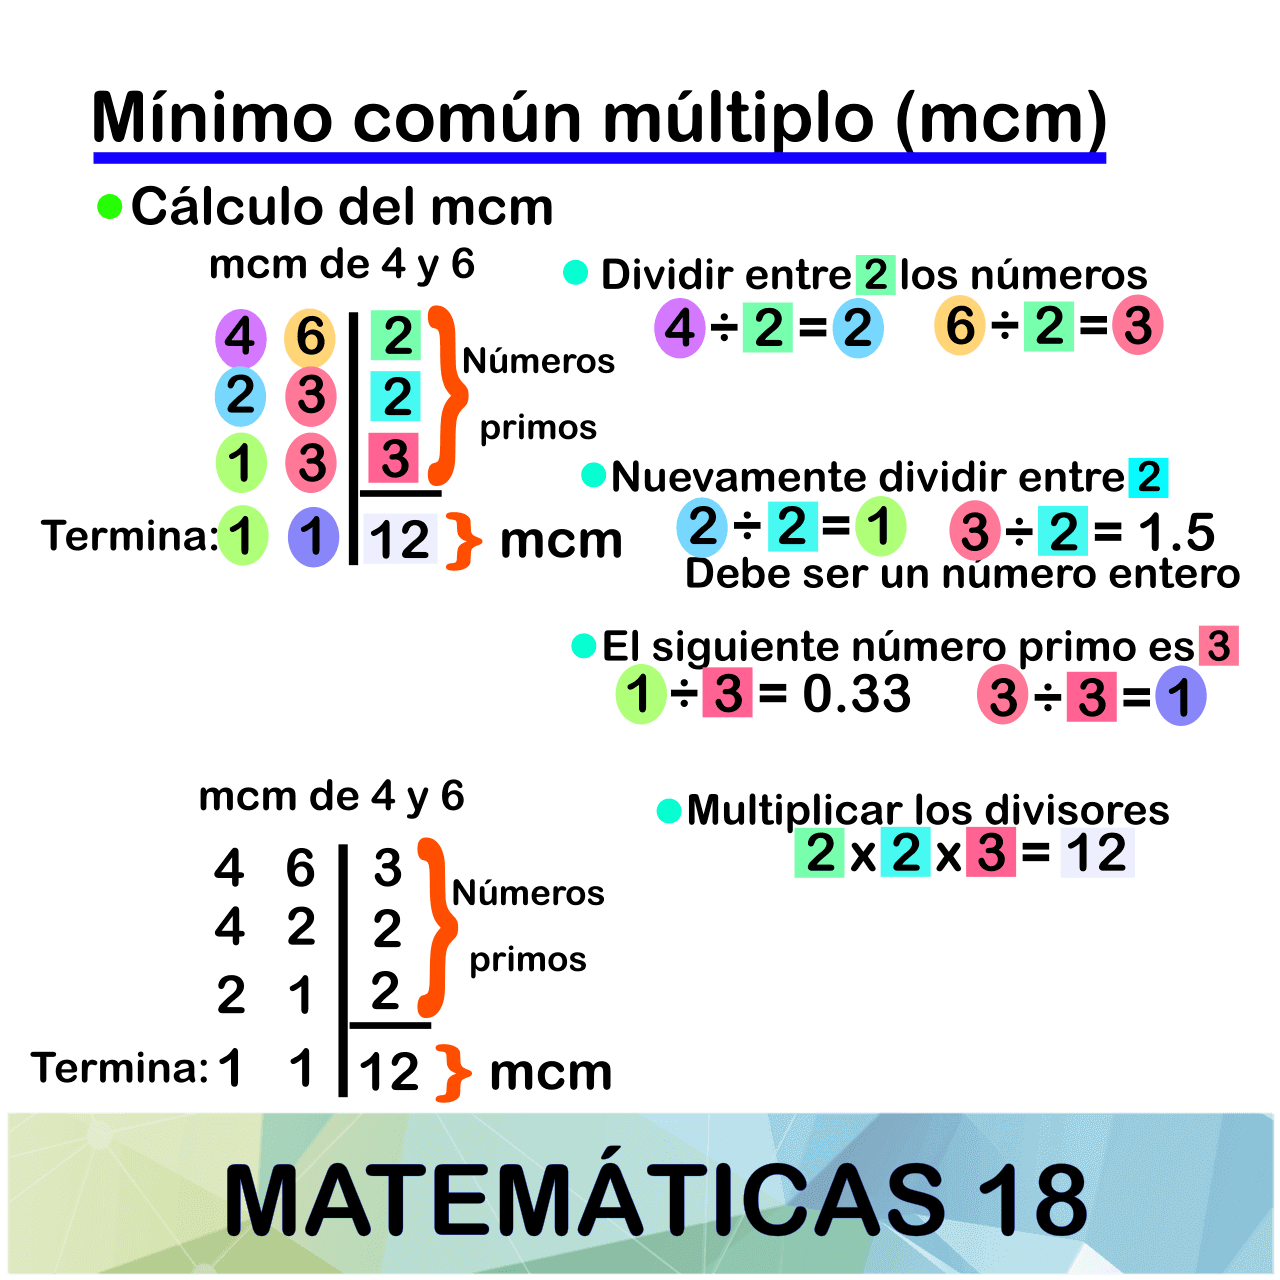 Mínimo común múltiplo (mcm)
Cálculo del mcm
mcm de 4 y 6
4 6 2
2 3 2
1 3 3
Números
primos
Termina: 1 1 12 } mcm
Dividir entre 2 los números
4 ÷ 2 = 2 6 ÷ 2 = 3
Nuevamente dividir entre 2
2 ÷ 2 = 1 3 ÷ 2 = 1.5
Debe ser un número entero
El siguiente número primo es 3
1 ÷ 3 = 0.33 3 ÷ 3 = 1
Multiplicar los divisores
2 x 2 x 3 = 12
mcm de 4 y 6
4 6 3
4 2 2
2 1 2
Números
primos
Termina: 1 1 12 } mcm
MATEMÁTICAS 18